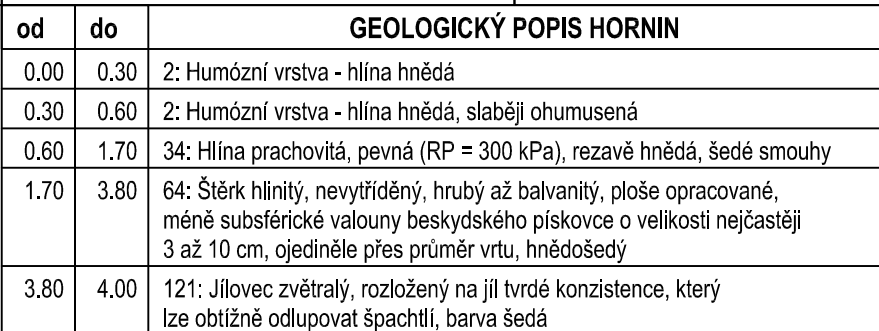 od do GEOLOGICKÝ POPIS HORNIN
0.00 0.30 2: Humózní vrstva - hlína hnědá
0.30 0.60 2: Humózní vrstva - hlína hnědá, slaběji ohumusená
0.60 1.70 34: Hlína prachovitá, pevná (RP = 300 kPa), rezavě hnědá, šedé smouhy
1.70 3.80 64: Štěrk hlinitý, nevytříděný, hrubý až balvanitý, ploše opracované,
méně subsférické valouny beskydského pískovce o velikosti nejčastěji
3 až 10 cm, ojediněle přes průměr vrtu, hnědošedý
3.80 4.00 121: Jílovec zvětralý, rozložený na jíl tvrdé konzistence, který
lze obtížně odlupovat špachtlí, barva šedá